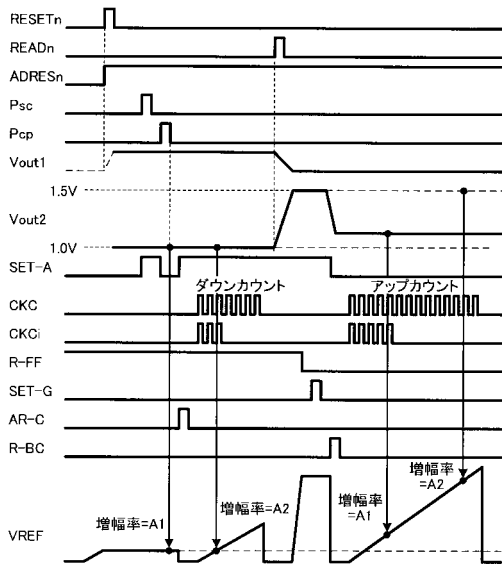 RESETn
READn
ADRESn
Psc
Pcp
Vout1
1.5V
Vout2
1.0V
SET-A
ダウンカウント
アップカウント
CKC
CKCi
R-FF
SET-G
AR-C
R-BC
増幅率=A1
増幅率=A2
増幅率
=A1
増幅率
=A2
VREF